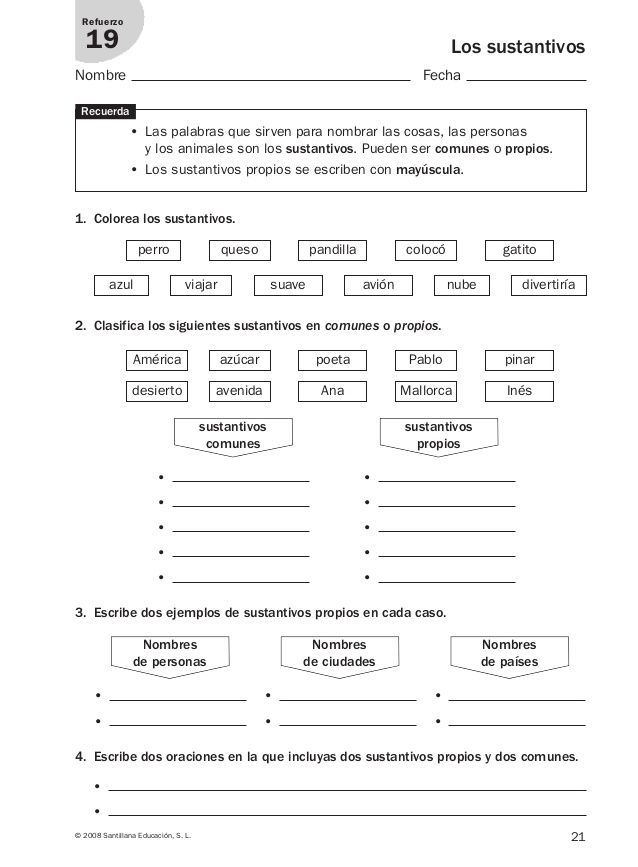 Refuerzo
19
Los sustantivos
Nombre Fecha
Recuerda
• Las palabras que sirven para nombrar las cosas, las personas
y los animales son los sustantivos. Pueden ser comunes o propios.
• Los sustantivos propios se escriben con mayúscula.
1. Colorea los sustantivos.
perro queso pandilla colocó gatito
azul viajar suave avión nube divertiría
2. Clasifica los siguientes sustantivos en comunes o propios.
América azúcar poeta Pablo pinar
desierto avenida Ana Mallorca Inés
sustantivos sustantivos
comunes propios
3. Escribe dos ejemplos de sustantivos propios en cada caso.
Nombres Nombres Nombres
de personas de ciudades de países
4. Escribe dos oraciones en la que incluyas dos sustantivos propios y dos comunes.
© 2008 Santillana Educación, S. L. 21